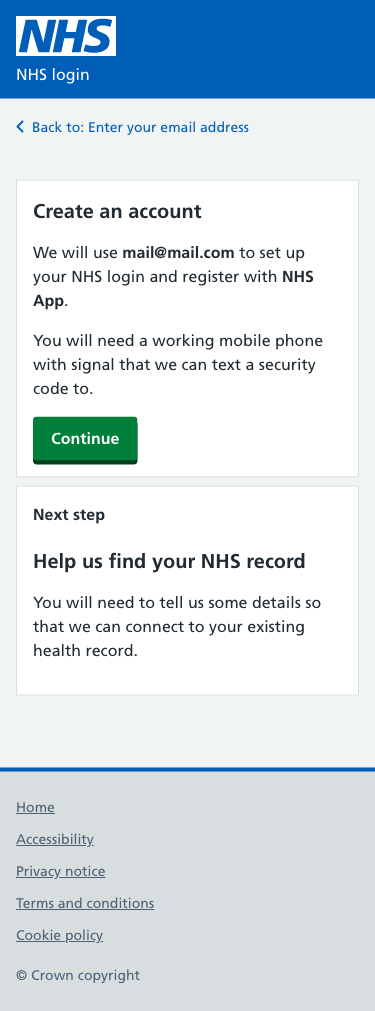 NHS
NHS login
Back to: Enter your email address
Create an account
We will use mail@mail.com to set up
your NHS login and register with NHS
App.
You will need a working mobile phone
with signal that we can text a security
code to.
Continue
Next step
Help us find your NHS record
You will need to tell us some details so
that we can connect to your existing
health record.
Home
Accessibility
Privacy notice
Terms and conditions
Cookie policy
© Crown copyright